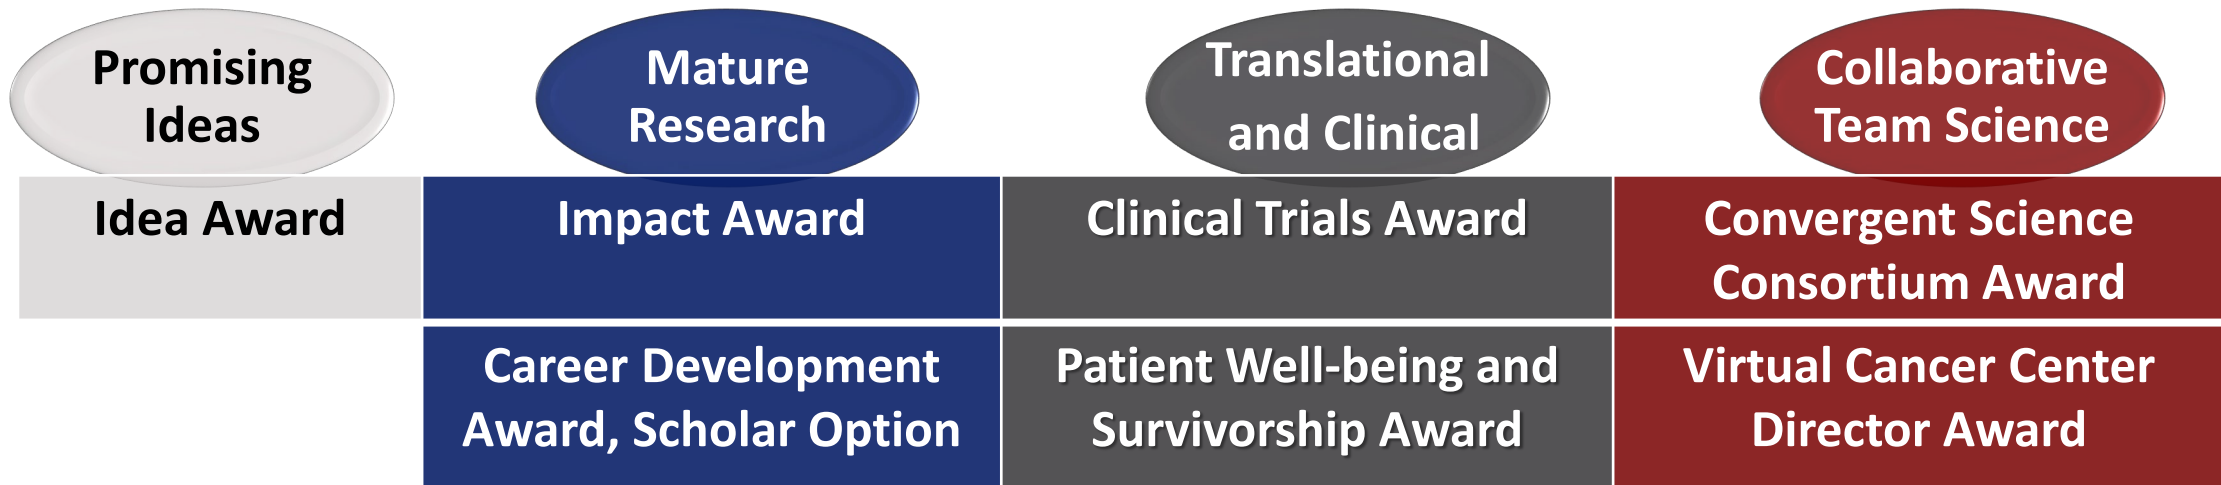 Promising
Ideas
Mature
Research
Translational
and Clinical
Collaborative
Team Science
Idea Award
Impact Award
Clinical Trials Award
Convergent Science
Consortium Award
Career Development
Award, Scholar Option
Patient Well-being and
Survivorship Award
Virtual Cancer Center
Director Award